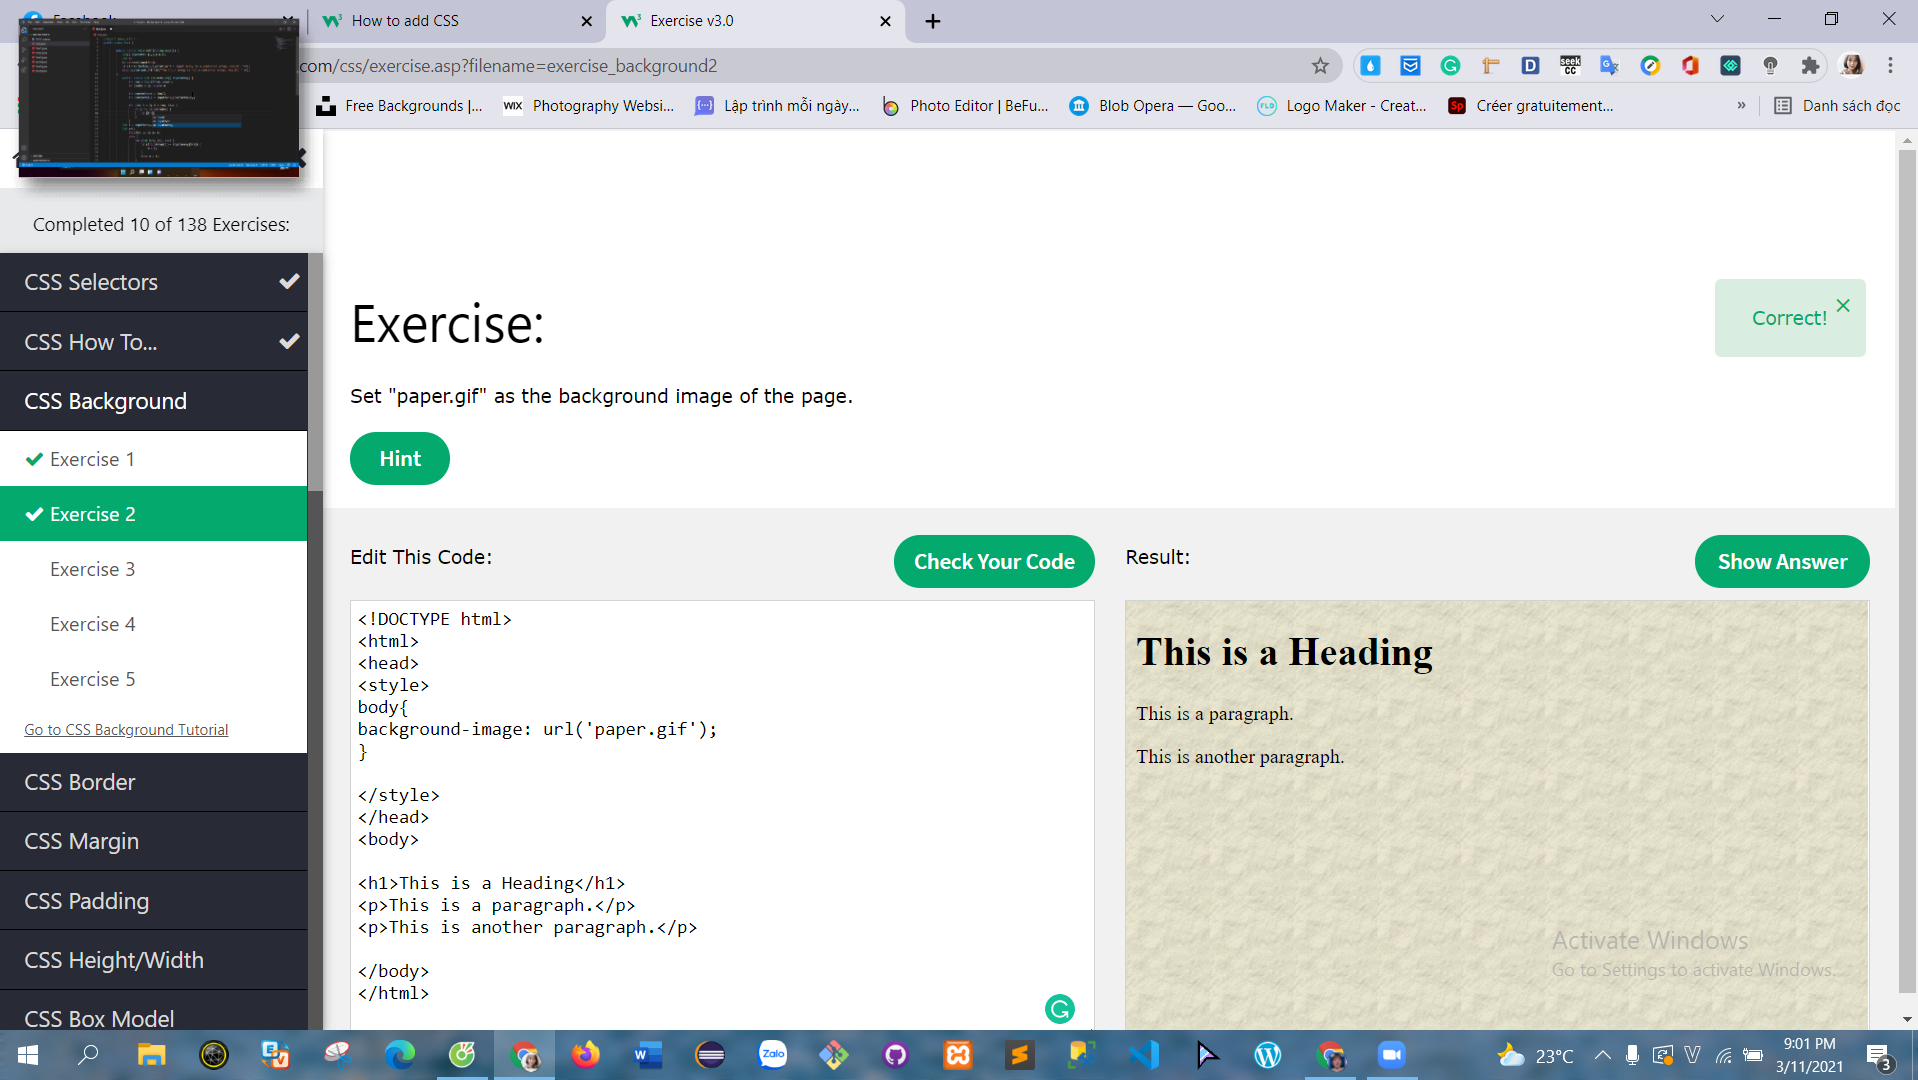 How to add CSS
Exercise v3.0
com/css/exercise.asp?filename=exercise_background2
Free Backgrounds |...
WIX Photography Websi...
Lập trình mỗi ngày...
Photo Editor | BeFu...
Blob Opera — Goo...
Logo Maker - Creat...
Sp Créer gratuitement...
»
Danh sách đọc
Completed 10 of 138 Exercises:
CSS Selectors
CSS How To...
CSS Background
Exercise 1
Exercise 2
Exercise 3
Exercise 4
Exercise 5
Go to CSS Background Tutorial
CSS Border
CSS Margin
CSS Padding
CSS Height/Width
CSS Box Model
Exercise:
Correct!
Set "paper.gif" as the background image of the page.
Hint
Edit This Code:
Check Your Code
Result:
Show Answer
<!DOCTYPE html>
<html>
<head>
<style>
body{
background-image: url('paper.gif');
}
</style>
</head>
<body>
<h1>This is a Heading</h1>
<p>This is a paragraph.</p>
<p>This is another paragraph.</p>
</body>
</html>
This is a Heading
This is a paragraph.
This is another paragraph.
Activate Windows
Go to Settings to activate Windows.
Zalo
23°C
9:01 PM
3/11/2021
3